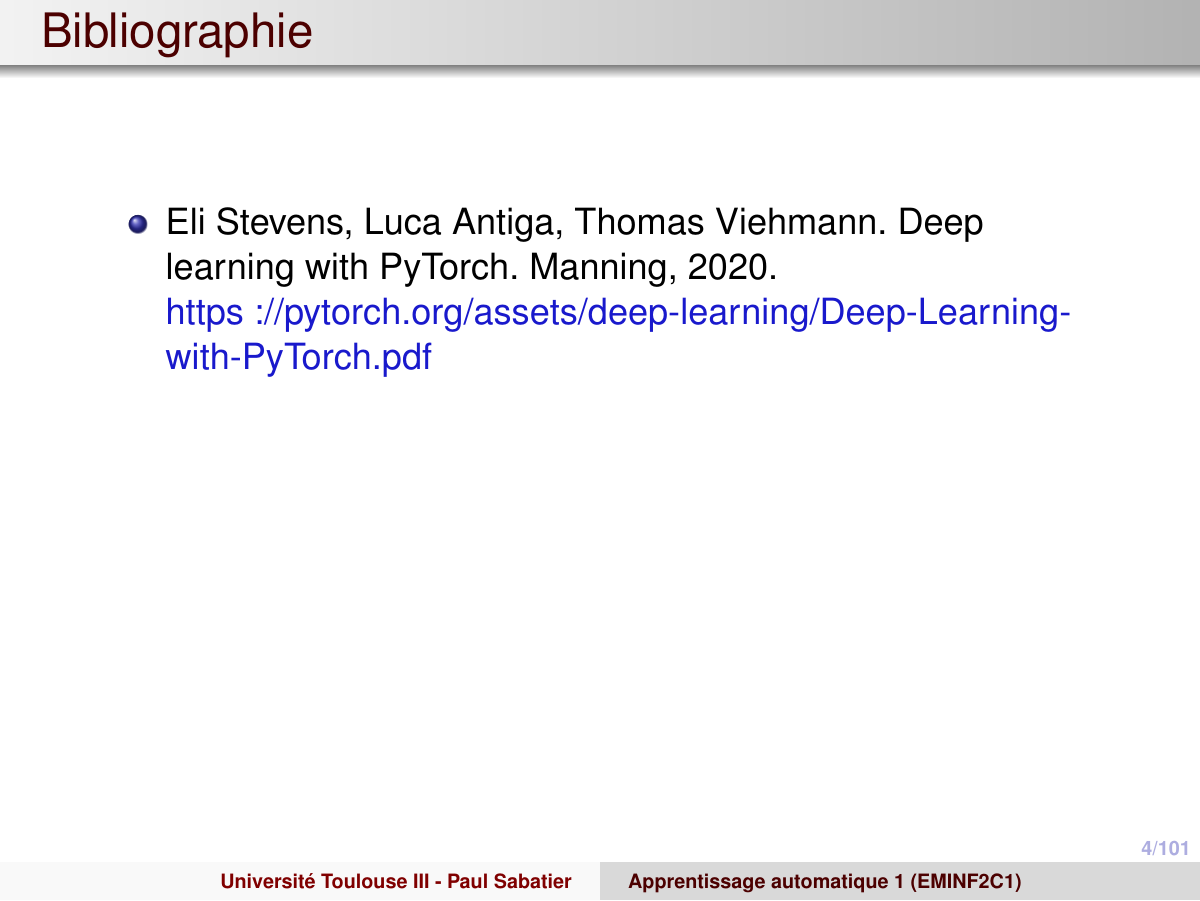 Bibliographie
Eli Stevens, Luca Antiga, Thomas Viehmann. Deep
learning with PyTorch. Manning, 2020.
https ://pytorch.org/assets/deep-learning/Deep-Learning-
with-PyTorch.pdf
4/101
Université Toulouse III - Paul Sabatier
Apprentissage automatique 1 (EMINF2C1)